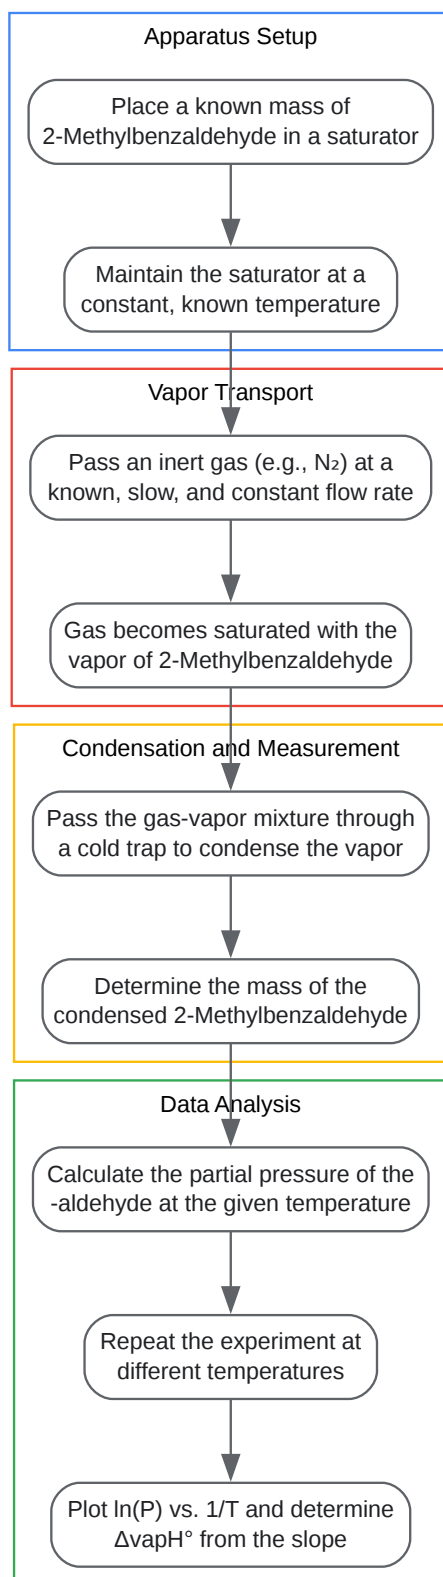 Apparatus Setup
Place a known mass of
2-Methylbenzaldehyde in a saturator
Maintain the saturator at a
constant, known temperature
Vapor Transport
Pass an inert gas (e.g., N₂) at a
known, slow, and constant flow rate
Gas becomes saturated with the
vapor of 2-Methylbenzaldehyde
Condensation and Measurement
Pass the gas-vapor mixture through
a cold trap to condense the vapor
Determine the mass of the
condensed 2-Methylbenzaldehyde
Data Analysis
Calculate the partial pressure of the
-aldehyde at the given temperature
Repeat the experiment at
different temperatures
Plot ln(P) vs. 1/T and determine
ΔvapH° from the slope